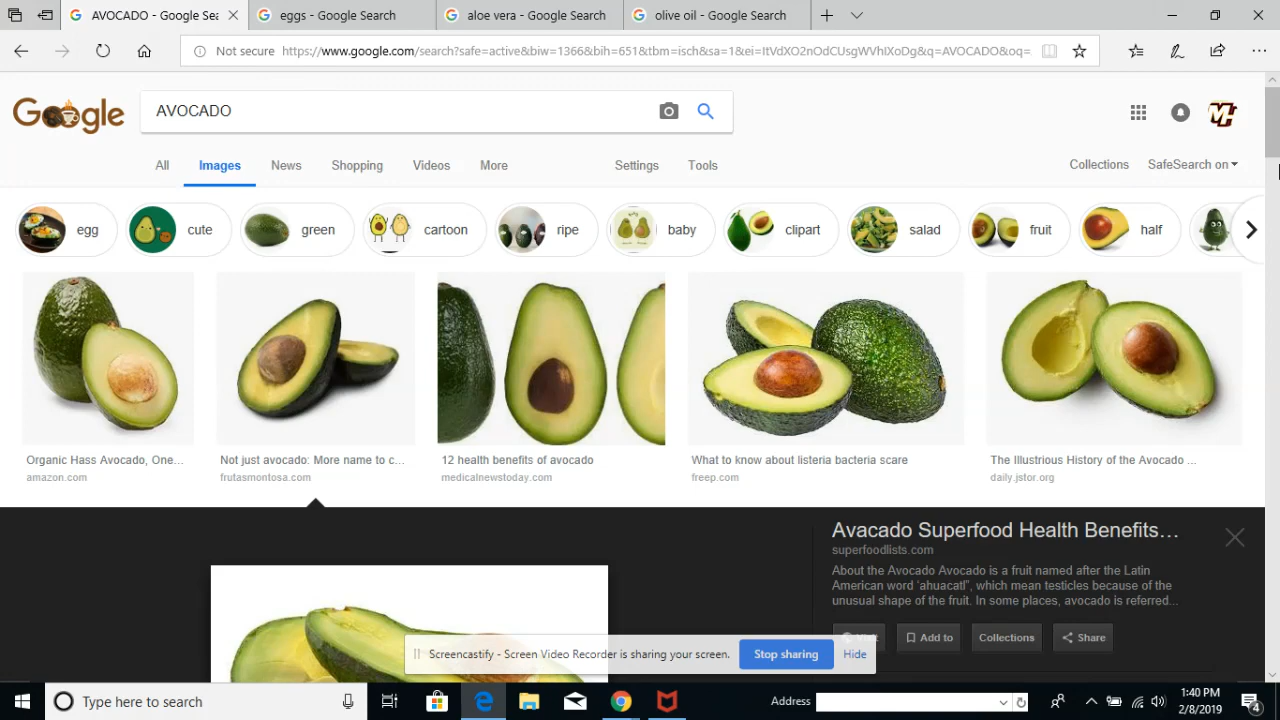 AVOCADO - Google Sea
eggs - Google Search
aloe vera - Google Search
olive oil - Google Search
Not secure https://www.google.com/search?safe=active&biw=1366&bih=651&tbm=isch&sa=1&ei=ItVdXO2nOdCUsgWVhIXoDg&q=AVOCADO&oq=
Google
AVOCADO
All Images News Shopping Videos More Settings Tools
Collections SafeSearch on
egg cute green cartoon ripe baby clipart salad fruit half
Organic Hass Avocado, One...
amazon.com
Not just avocado: More name to c...
frutasmontosa.com
12 health benefits of avocado
medicalnewstoday.com
What to know about listeria bacteria scare
freep.com
The Illustrious History of the Avocado ...
daily.jstor.org
Avacado Superfood Health Benefits...
superfoodlists.com
About the Avocado Avocado is a fruit named after the Latin
American word 'ahuacatl", which mean testicles because of the
unusual shape of the fruit. In some places, avocado is referred...
Visit Add to Collections Share
Screencastify - Screen Video Recorder is sharing your screen. Stop sharing Hide
Type here to search
Address
1:40 PM
2/8/2019
4